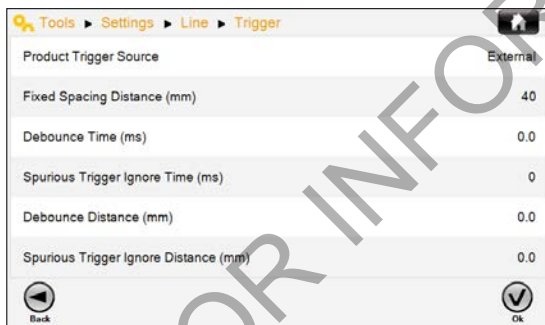 Tools ► Settings ► Line ► Trigger
Product Trigger Source External
Fixed Spacing Distance (mm) 40
Debounce Time (ms) 0.0
Spurious Trigger Ignore Time (ms) 0
Debounce Distance (mm) 0.0
Spurious Trigger Ignore Distance (mm) 0.0
Back Ok
OR INFOR